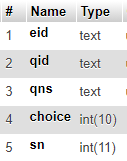 # Name Type
1 eid text
2 qid text
3 qns text
4 choice int(10)
5 sn int(11)